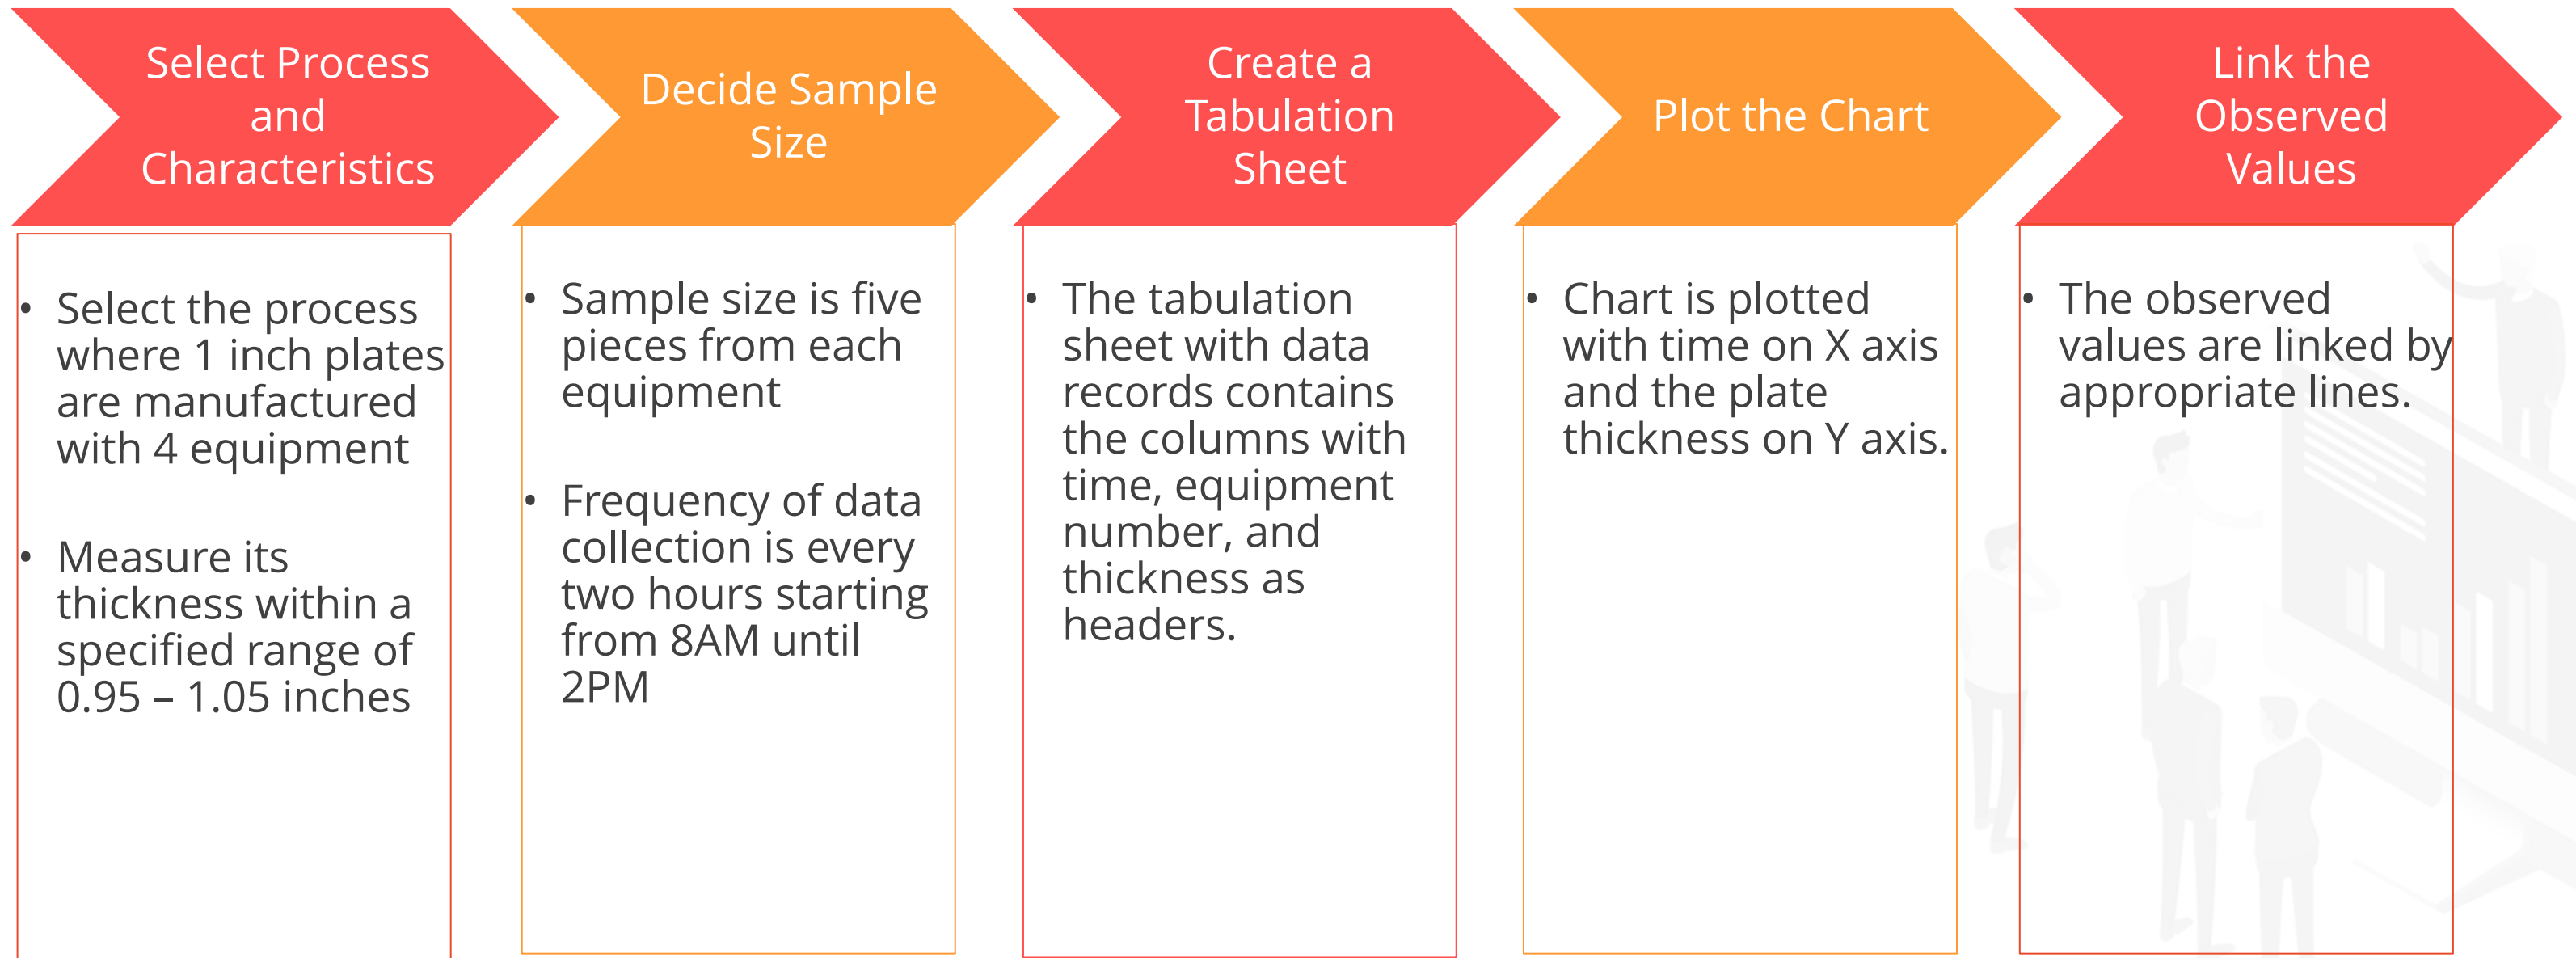 Select Process
and
Characteristics
• Select the process
where 1 inch plates
are manufactured
with 4 equipment
• Measure its
thickness within a
specified range of
0.95 – 1.05 inches
Decide Sample
Size
• Sample size is five
pieces from each
equipment
• Frequency of data
collection is every
two hours starting
from 8AM until
2PM
Create a
Tabulation
Sheet
• The tabulation
sheet with data
records contains
the columns with
time, equipment
number, and
thickness as
headers.
Plot the Chart
• Chart is plotted
with time on X axis
and the plate
thickness on Y axis.
Link the
Observed
Values
• The observed
values are linked by
appropriate lines.